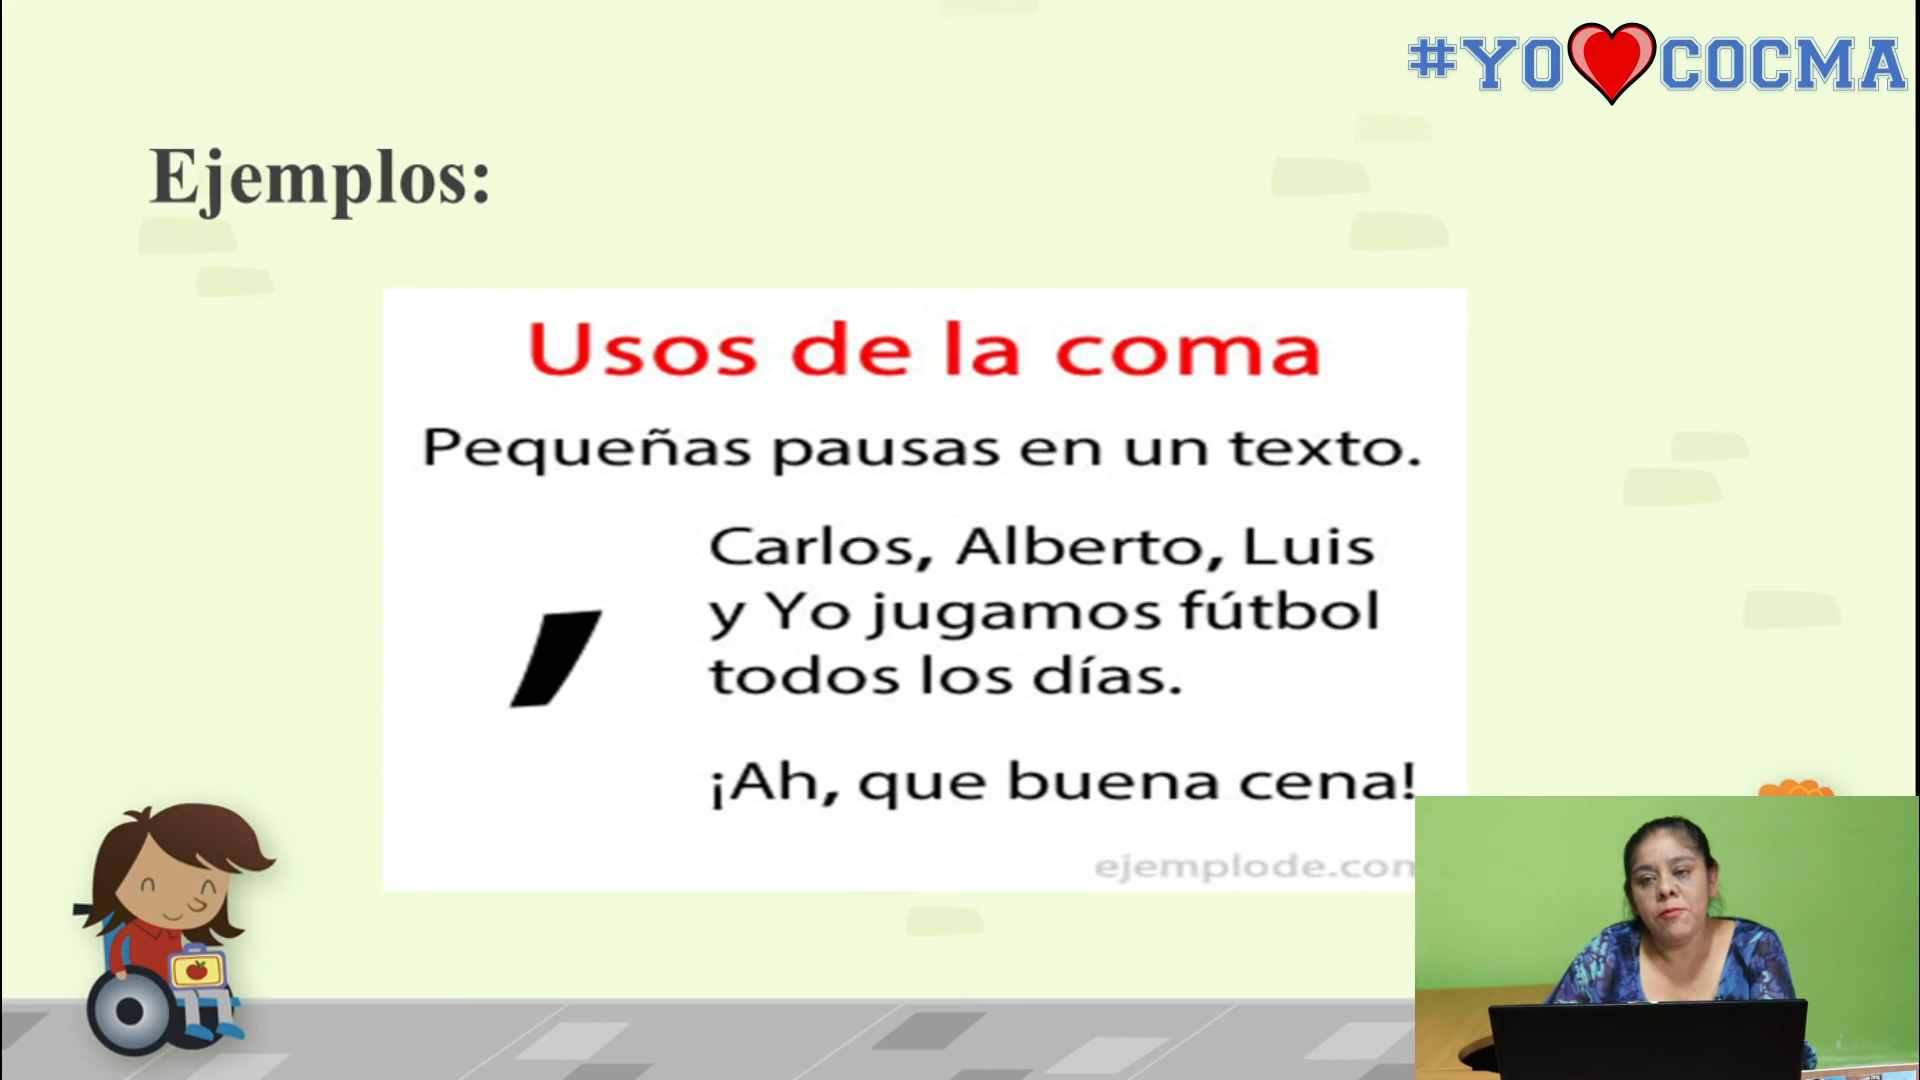 #YO COCMA
Ejemplos:
Usos de la coma
Pequeñas pausas en un texto.
,
Carlos, Alberto, Luis
y Yo jugamos fútbol
todos los días.
¡Ah, que buena cena!
ejemplode.com